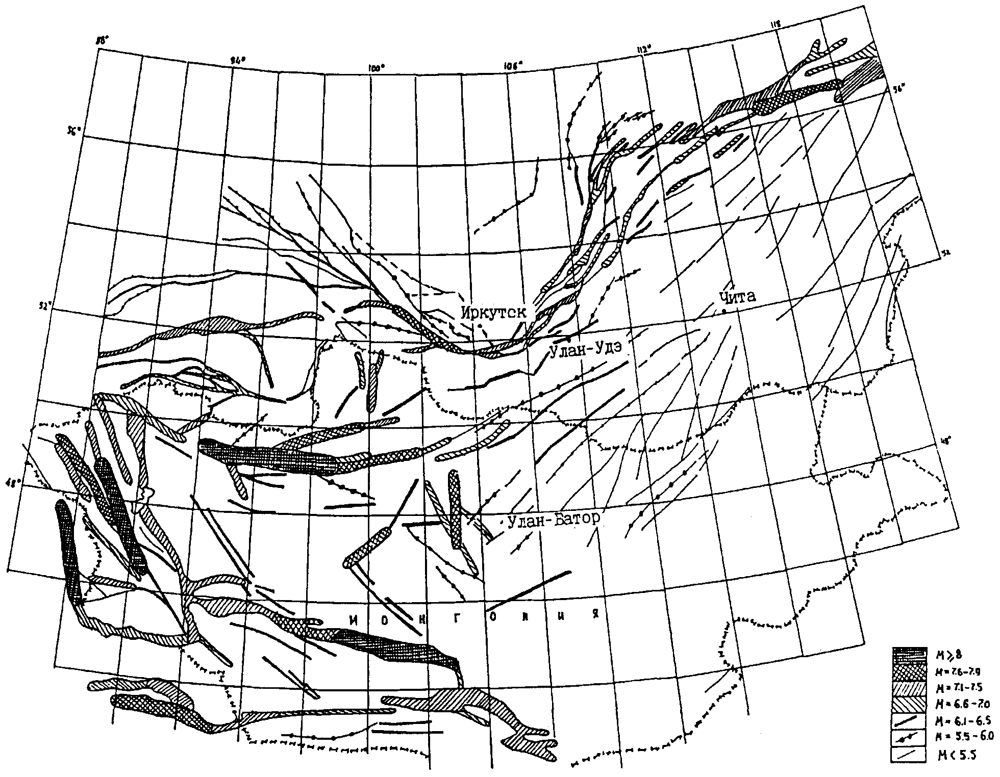 88°
94°
100°
106°
112°
118
56°
56°
52
52°
Иркутск
Чита
Улан-Удэ
48°
48°
Улан-Батор
М О Н Г О Л И Я
M ⩾ 8
M = 7.6-7.9
M = 7.1-7.5
M = 6.6-7.0
M = 6.1-6.5
M = 5.5-6.0
M < 5.5